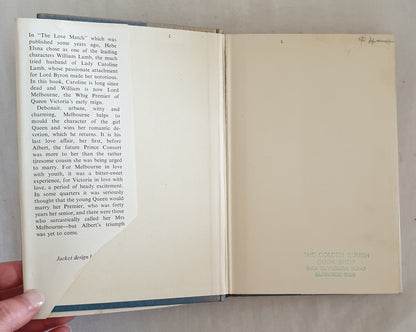 In "The Love Match" which was
published some years ago, Hebe
Elsna chose as one of the leading
characters William Lamb, the much
tried husband of Lady Caroline
Lamb, whose passionate attachment
for Lord Byron made her notorious.
In this book, Caroline is long since
dead and William is now Lord
Melbourne, the Whig Premier of
Queen Victoria's early reign.
Debonair, urbane, witty and
charming, Melbourne helps to
mould the character of the girl
Queen and wins her romantic de-
votion, which he returns. It is his
last love affair, her first, before
Albert, the future Prince Consort
was more to her than the rather
tiresome cousin she was being urged
to marry. For Melbourne in love
with youth, it was a bitter-sweet
experience, for Victoria in love with
love, a period of heady excitement.
In some quarters it was seriously
thought that the young Queen would
marry her Premier, who was forty
years her senior, and there were those
who sarcastically called her Mrs
Melbourne—but Albert's triumph
was yet to come.
Jacket design
THE GOLDEN BOUGH
BOOK SHOP